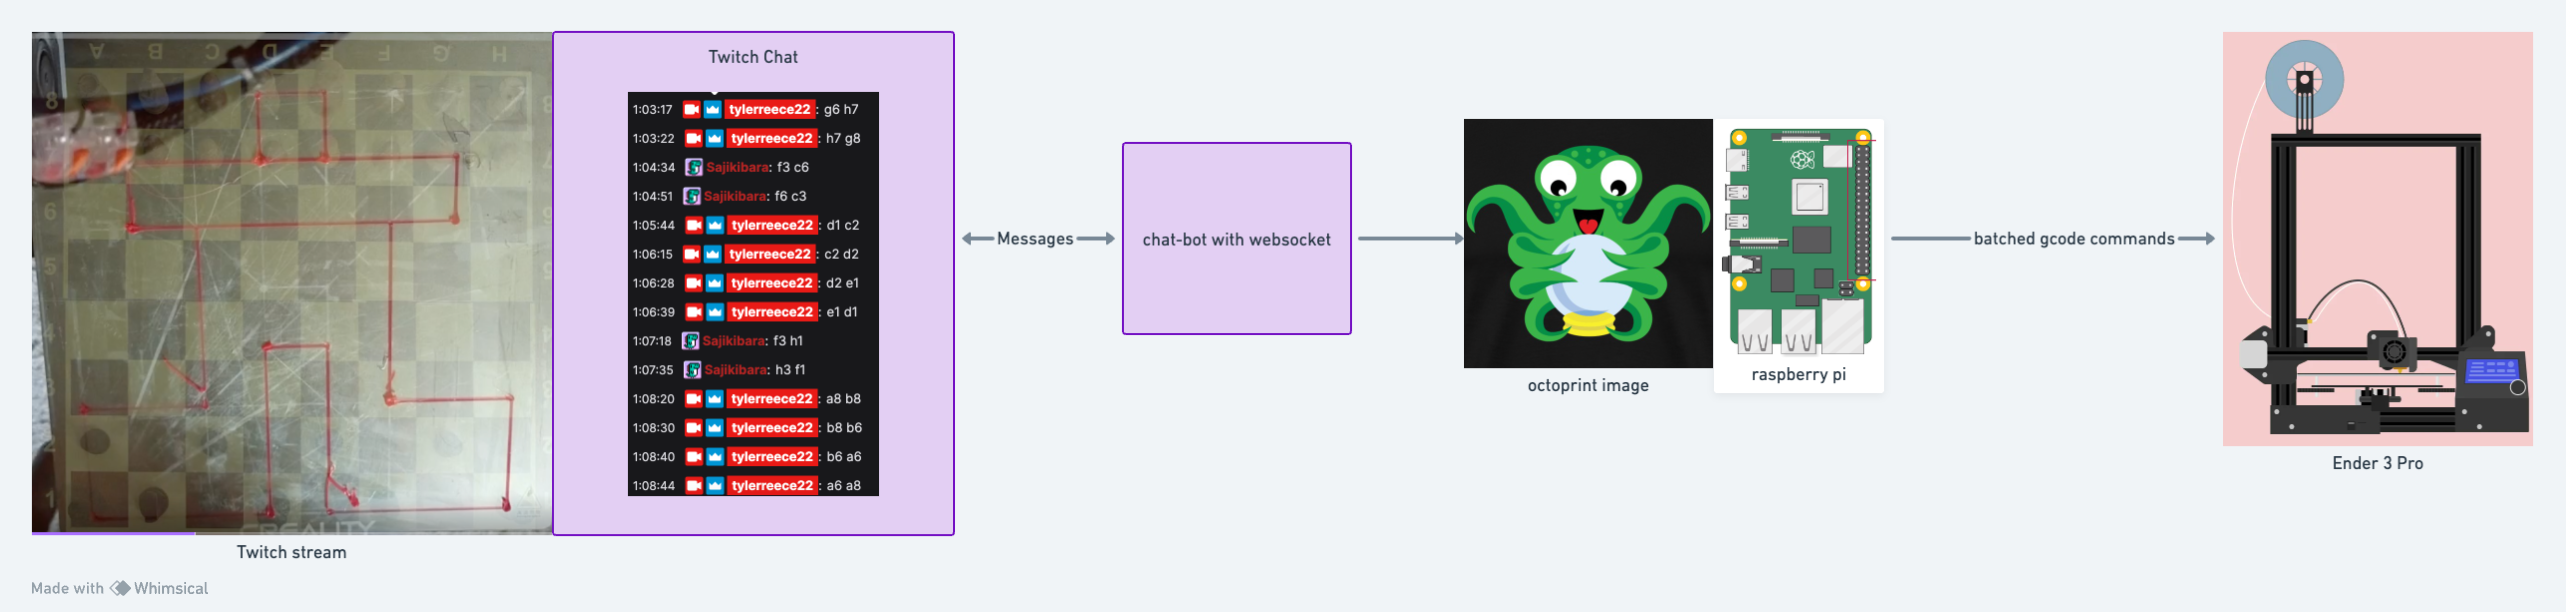 A B C D E F G H
8
6
5
3
1
CREALITY
Twitch stream
Twitch Chat
1:03:17 tylerreece22: g6 h7
1:03:22 tylerreece22: h7 g8
1:04:34 Sajikibara: f3 c6
1:04:51 Sajikibara: f6 c3
1:05:44 tylerreece22: d1 c2
1:06:15 tylerreece22: c2 d2
1:06:28 tylerreece22: d2 e1
1:06:39 tylerreece22: e1 d1
1:07:18 Sajikibara: f3 h1
1:07:35 Sajikibara: h3 f1
1:08:20 tylerreece22: a8 b8
1:08:30 tylerreece22: b8 b6
1:08:40 tylerreece22: b6 a6
1:08:44 tylerreece22: a6 a8
Messages
chat-bot with websocket
octoprint image
raspberry pi
batched gcode commands
Ender 3 Pro
Made with Whimsical